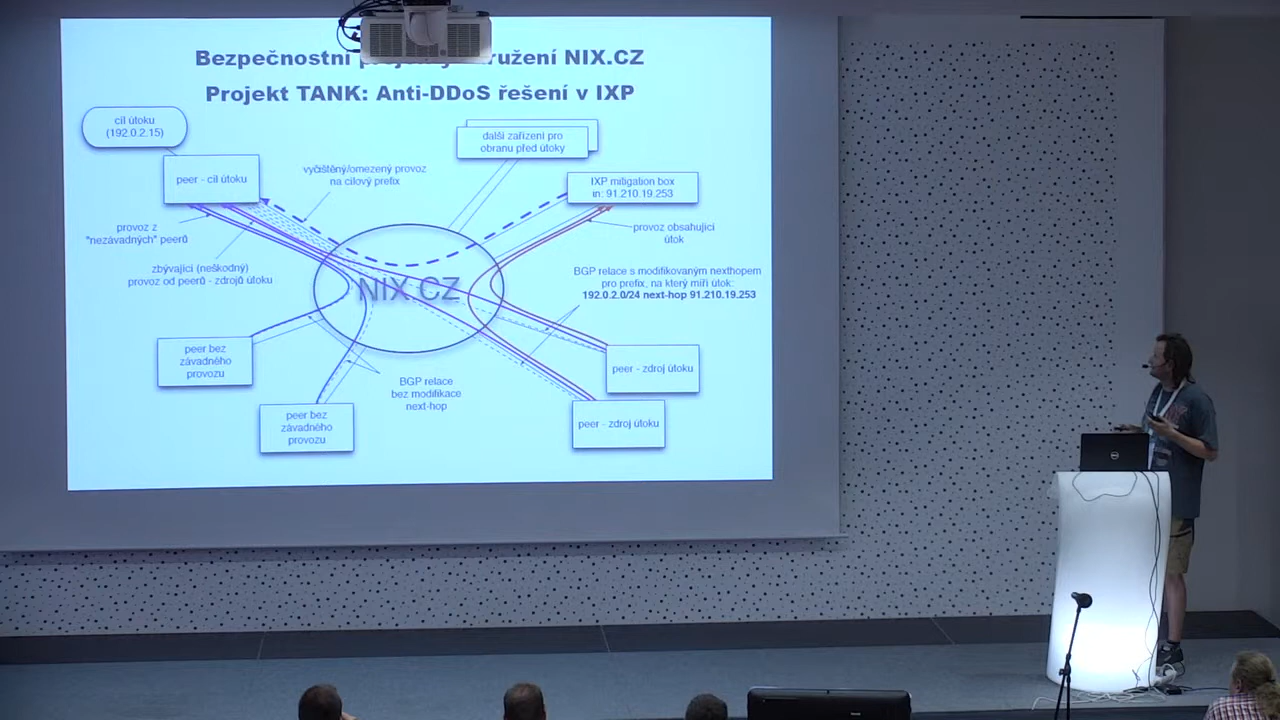 Bezpečnostní NIX.CZ
Projekt TANK: Anti-DDoS řešení v IXP
cíl útoku
(192.0.2.15)
peer - cíl útoku
vyčištěný/omezený provoz
na cílový prefix
další zařízení pro
obranu před útoky
IXP mitigation box
in: 91.210.19.253
provoz z
"nezávadných" peerů
zbývající (neškodný)
provoz od peerů - zdrojů útoku
provoz obsahující
útok
BGP relace s modifikovaným nexthopem
pro prefix, na který míří útok:
192.0.2.0/24 next-hop 91.210.19.253
NIX.CZ
peer bez
závadného
provozu
peer bez
závadného
provozu
BGP relace
bez modifikace
next-hop
peer - zdroj útoku
peer - zdroj útoku